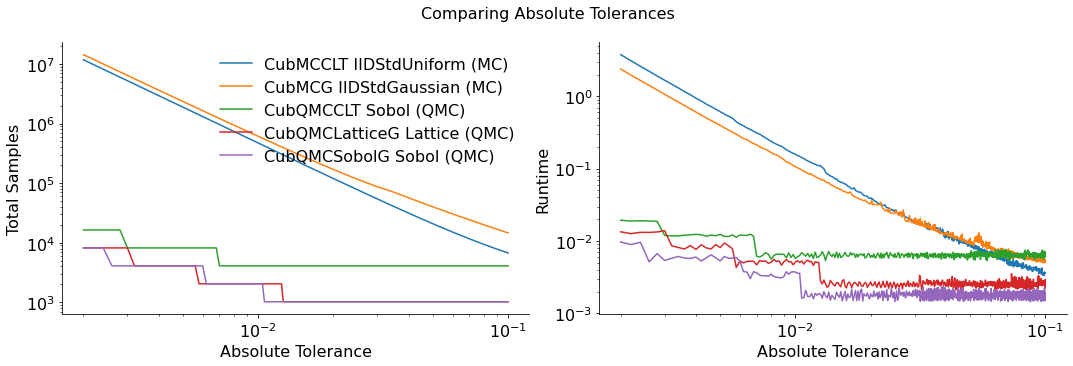 Comparing Absolute Tolerances
Total Samples
10⁷
10⁶
10⁵
10⁴
10³
CubMCCLT IIDStdUniform (MC)
CubMCG IIDStdGaussian (MC)
CubQMCCLT Sobol (QMC)
CubQMCLatticeG Lattice (QMC)
CubQMCSobolG Sobol (QMC)
10⁻²
10⁻¹
Absolute Tolerance
Runtime
10⁰
10⁻¹
10⁻²
10⁻³
10⁻²
10⁻¹
Absolute Tolerance